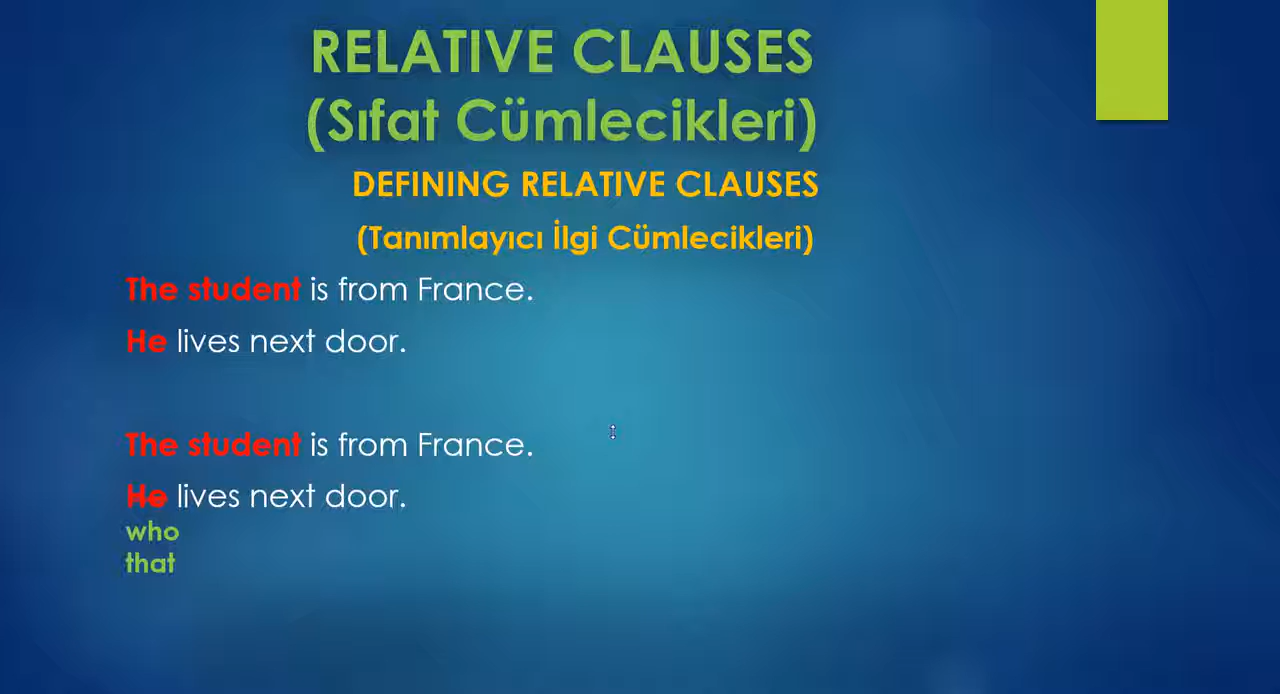 RELATIVE CLAUSES
(Sıfat Cümlecikleri)
DEFINING RELATIVE CLAUSES
(Tanımlayıcı İlgi Cümlecikleri)
The student is from France.
He lives next door.
The student is from France.
He lives next door.
who
that